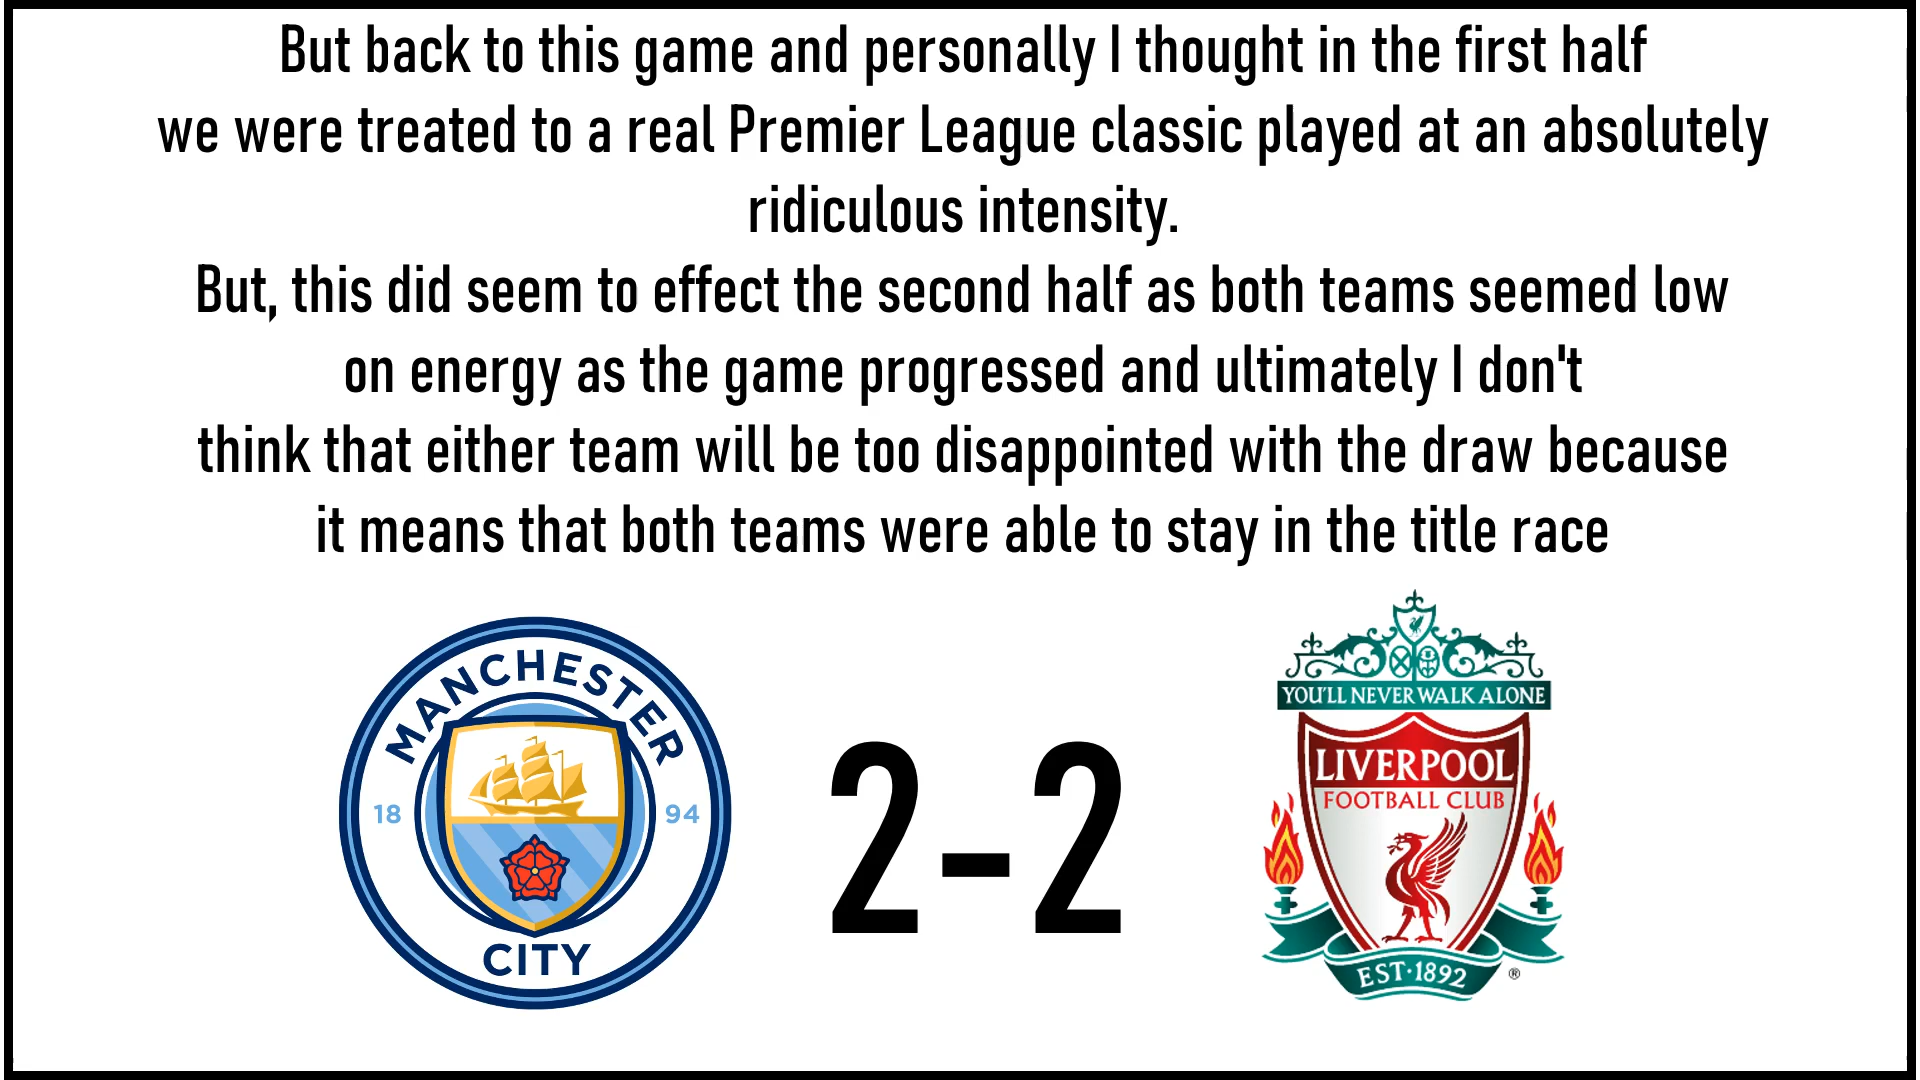 But back to this game and personally I thought in the first half
we were treated to a real Premier League classic played at an absolutely
ridiculous intensity.
But, this did seem to effect the second half as both teams seemed low
on energy as the game progressed and ultimately I don't
think that either team will be too disappointed with the draw because
it means that both teams were able to stay in the title race
MANCHESTER
18 94
CITY
2-2
YOU'LL NEVER WALK ALONE
LIVERPOOL
FOOTBALL CLUB
EST·1892 ®